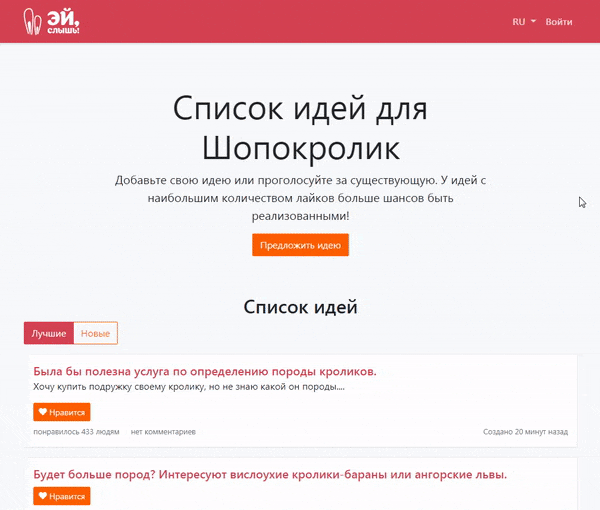 ЭЙ,
СЛЫШЬ!
RU
Войти
Список идей для
Шопокролик
Добавьте свою идею или проголосуйте за существующую. У идей с
наибольшим количеством лайков больше шансов быть
реализованными!
Предложить идею
Список идей
Лучшие
Новые
Была бы полезна услуга по определению породы кроликов.
Хочу купить подружку своему кролику, но не знаю какой он породы....
Нравится
понравилось 433 людям
нет комментариев
Создано 20 минут назад
Будет больше пород? Интересуют вислоухие кролики-бараны или ангорские львы.
Нравится